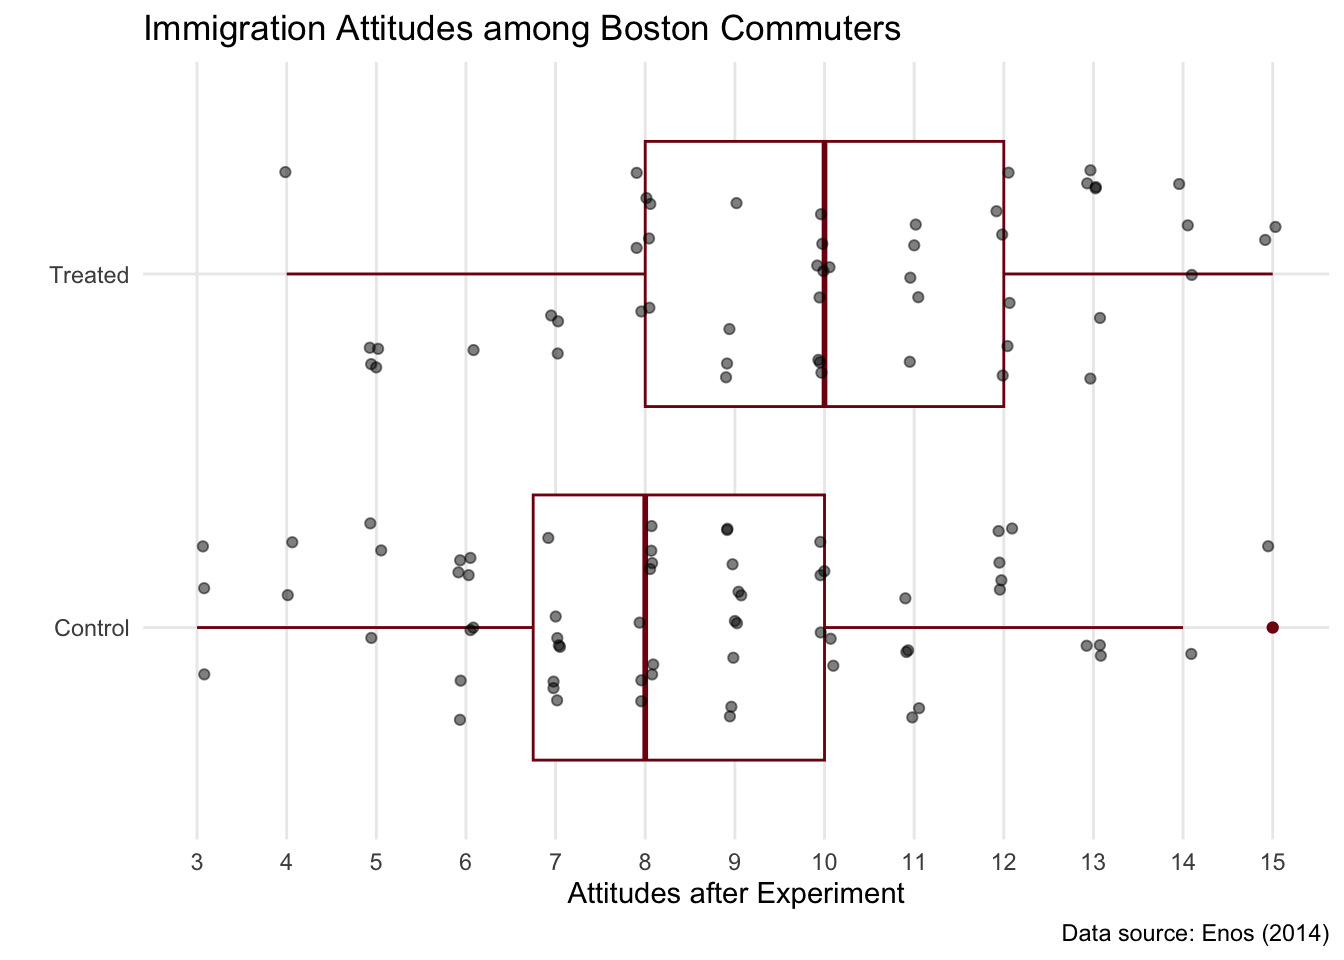 Immigration Attitudes among Boston Commuters
Treated
Control
3 4 5 6 7 8 9 10 11 12 13 14 15
Attitudes after Experiment
Data source: Enos (2014)